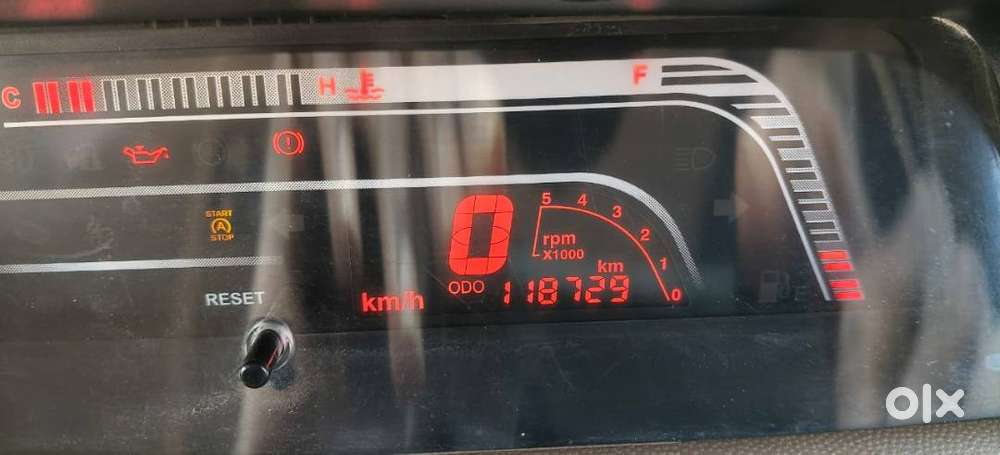 C H F
START
A
STOP
0
5 4 3 2 1 0
rpm
X1000
km
ODO 118729
km/h
RESET
olx